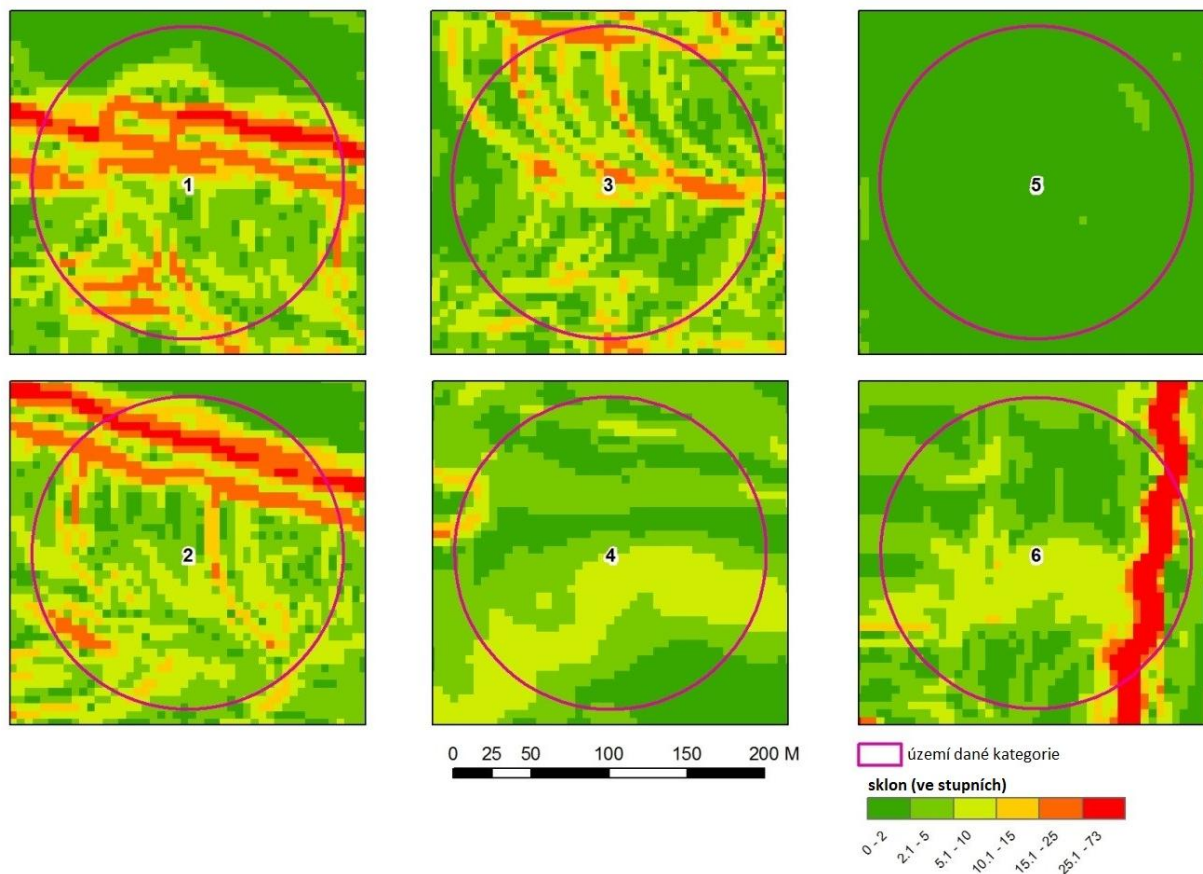 1
3
5
2
4
6
0 25 50 100 150 200 M
území dané kategorie
sklon (ve stupních)
0 - 2
2.1 - 5
5.1 - 10
10.1 - 15
15.1 - 25
25.1 - 73